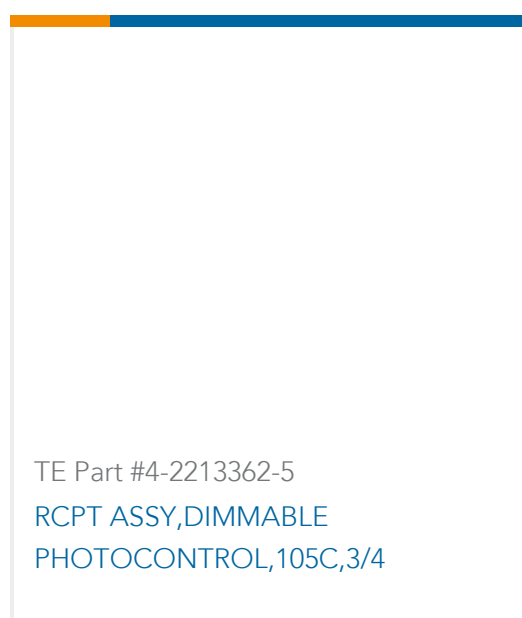 TE Part #4-2213362-5
RCPT ASSY,DIMMABLE
PHOTOCONTROL,105C,3/4